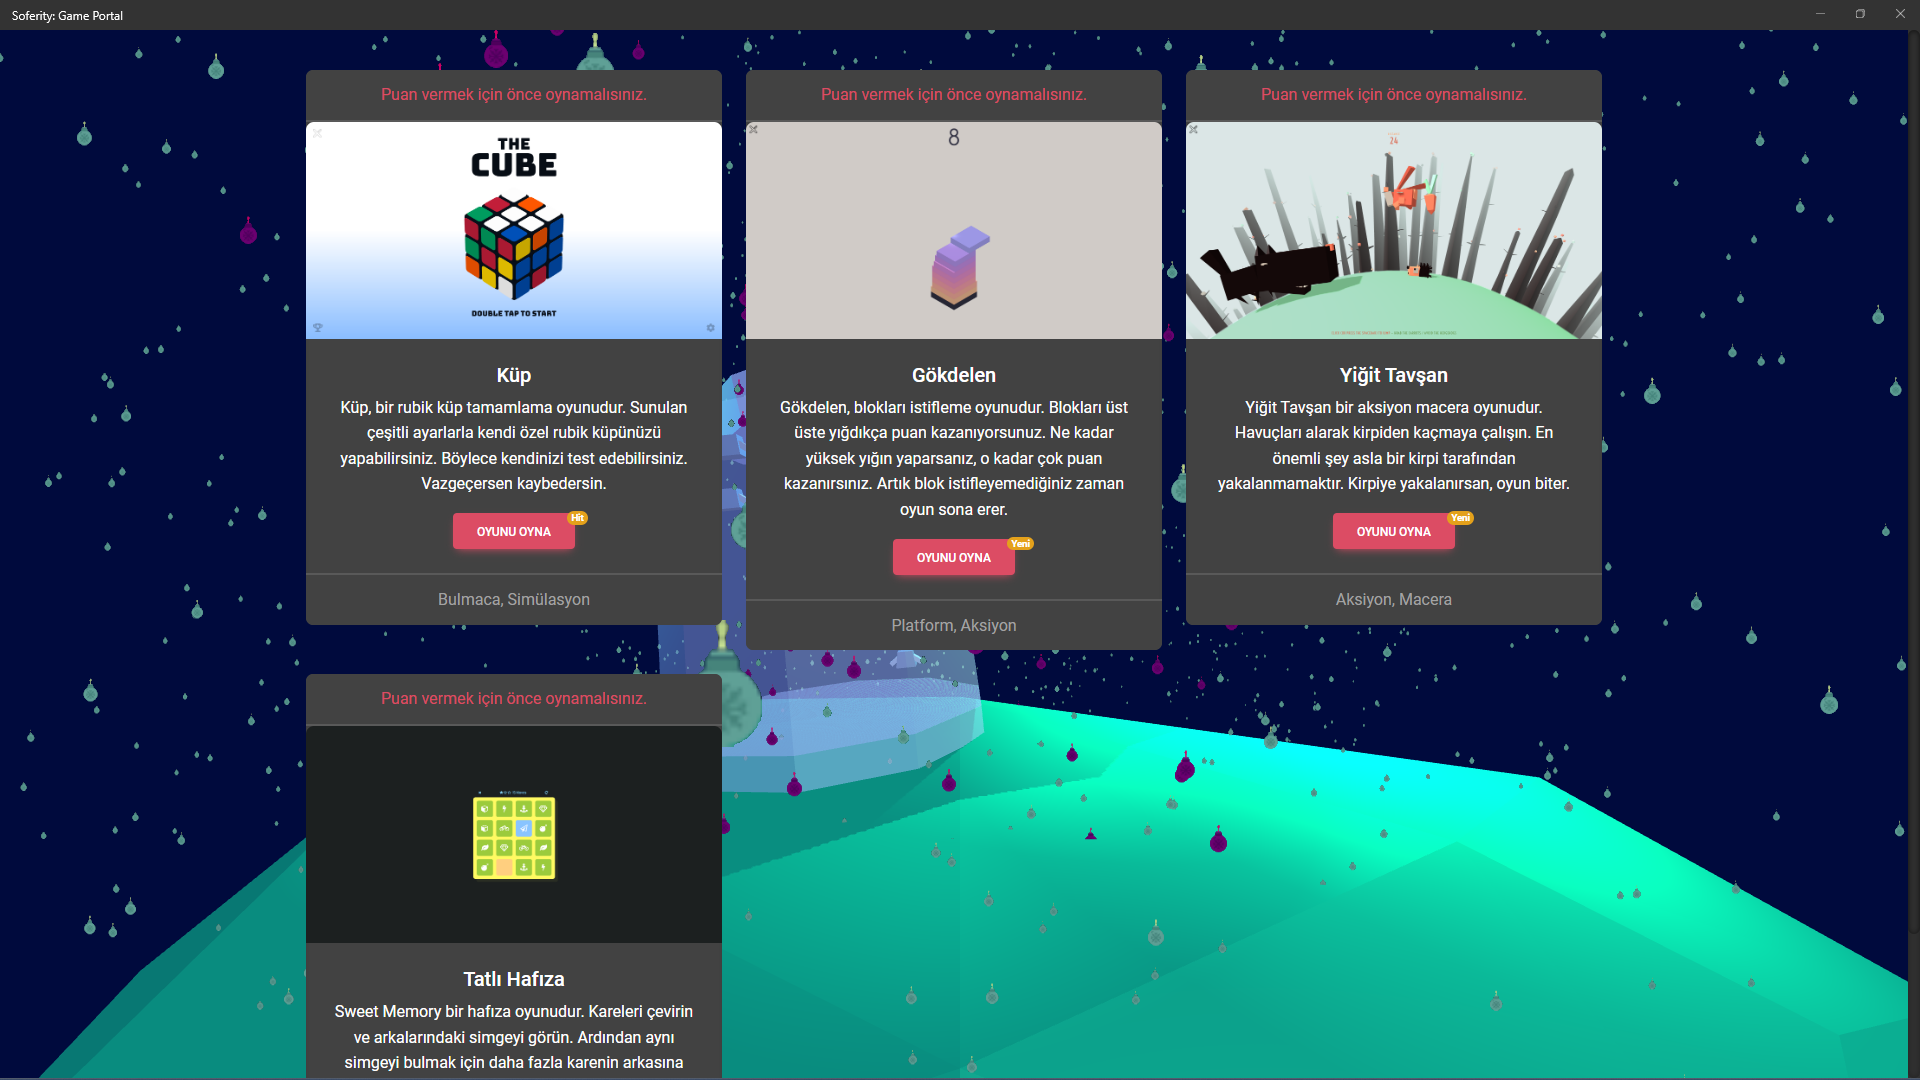 Soferity: Game Portal
Puan vermek için önce oynamalısınız.
THE
CUBE
DOUBLE TAP TO START
Küp
Küp, bir rubik küp tamamlama oyunudur. Sunulan
çeşitli ayarlarla kendi özel rubik küpünüzü
yapabilirsiniz. Böylece kendinizi test edebilirsiniz.
Vazgeçersen kaybedersin.
OYUNU OYNA
Hit
Bulmaca, Simülasyon
Puan vermek için önce oynamalısınız.
8
Gökdelen
Gökdelen, blokları istifleme oyunudur. Blokları üst
üste yığdıkça puan kazanıyorsunuz. Ne kadar
yüksek yığın yaparsanız, o kadar çok puan
kazanırsınız. Artık blok istifleyemediğiniz zaman
oyun sona erer.
OYUNU OYNA
Yeni
Platform, Aksiyon
Puan vermek için önce oynamalısınız.
24
Yiğit Tavşan
Yiğit Tavşan bir aksiyon macera oyunudur.
Havuçları alarak kirpiden kaçmaya çalışın. En
önemli şey asla bir kirpi tarafından
yakalanmamaktır. Kirpiye yakalanırsan, oyun biter.
OYUNU OYNA
Yeni
Aksiyon, Macera
Puan vermek için önce oynamalısınız.
Tatlı Hafıza
Sweet Memory bir hafıza oyunudur. Kareleri çevirin
ve arkalarındaki simgeyi görün. Ardından aynı
simgeyi bulmak için daha fazla karenin arkasına